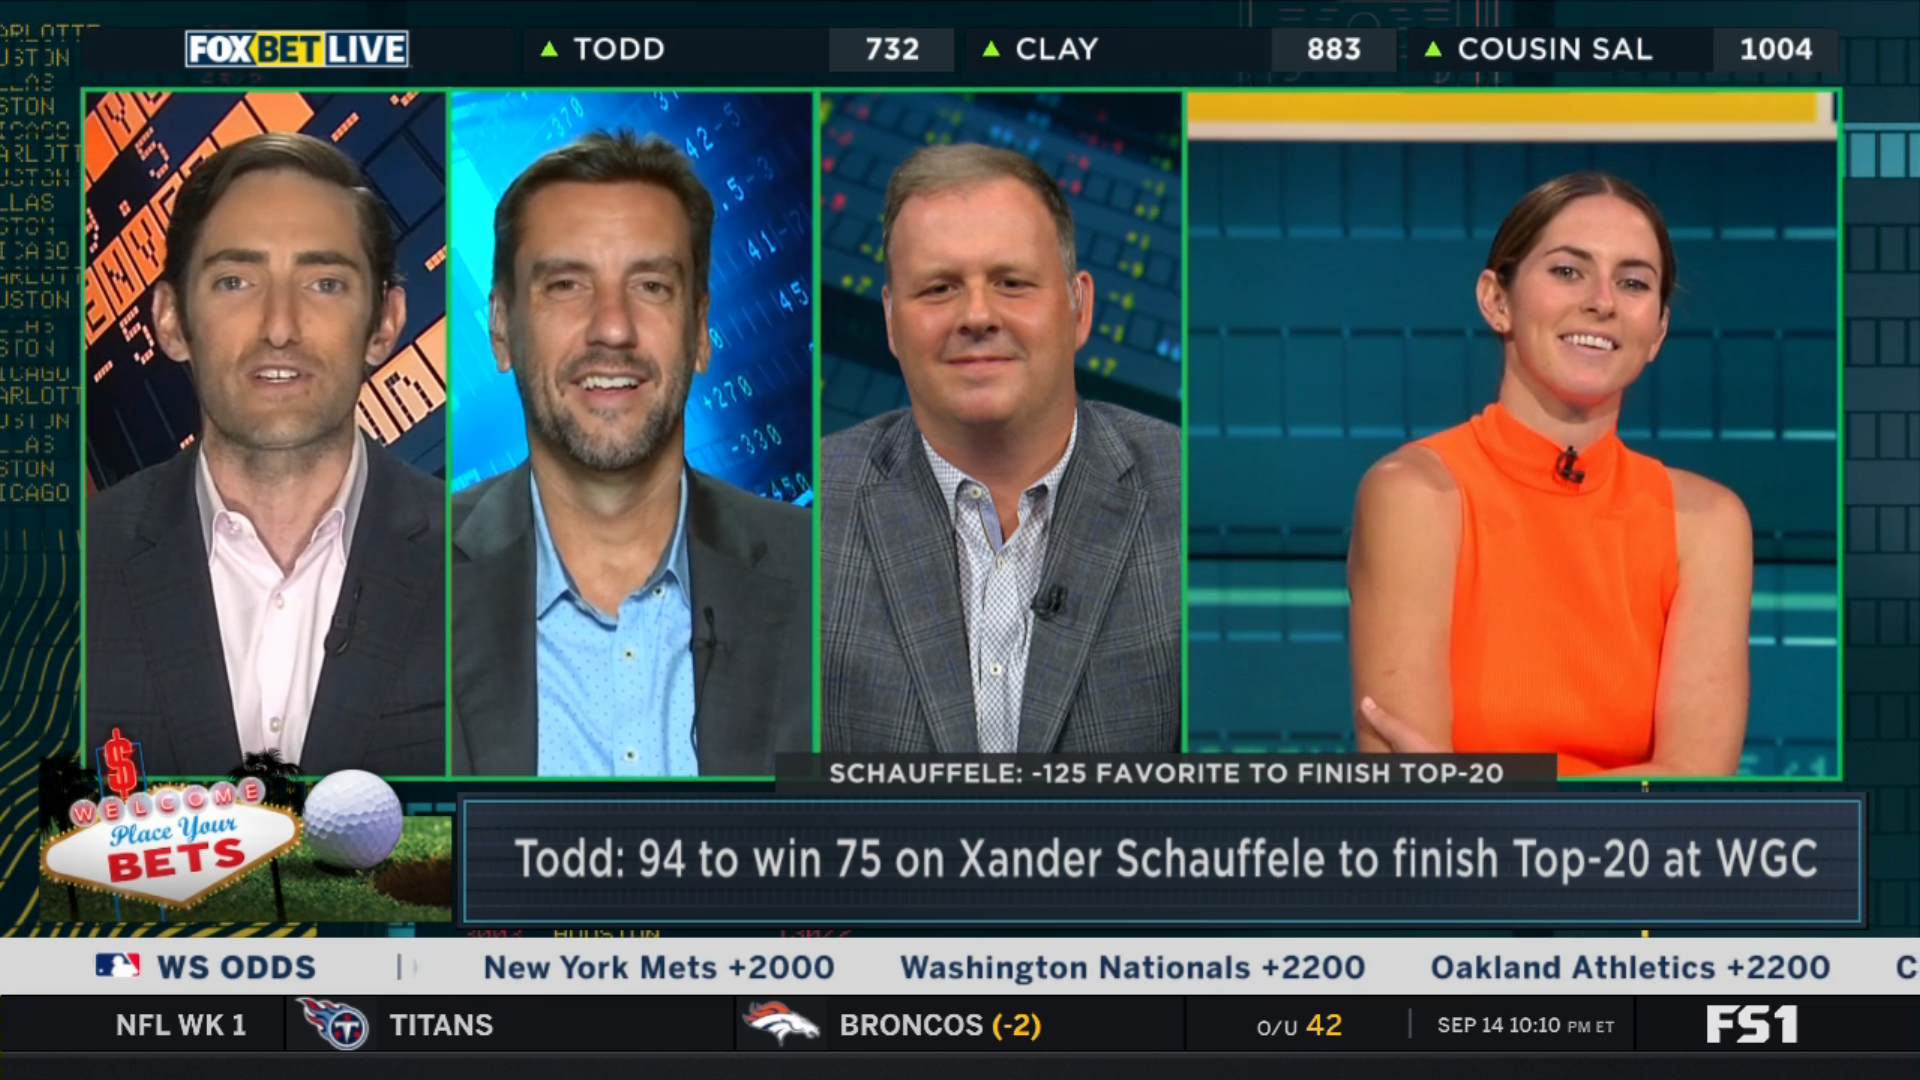 FOX BET LIVE
TODD 732
CLAY 883
COUSIN SAL 1004
SCHAUFFELE: -125 FAVORITE TO FINISH TOP-20
$
WELCOME
Place Your
BETS
Todd: 94 to win 75 on Xander Schauffele to finish Top-20 at WGC
WS ODDS | New York Mets +2000 Washington Nationals +2200 Oakland Athletics +2200 C
NFL WK 1 TITANS BRONCOS (-2) O/U 42 | SEP 14 10:10 PM ET FS1